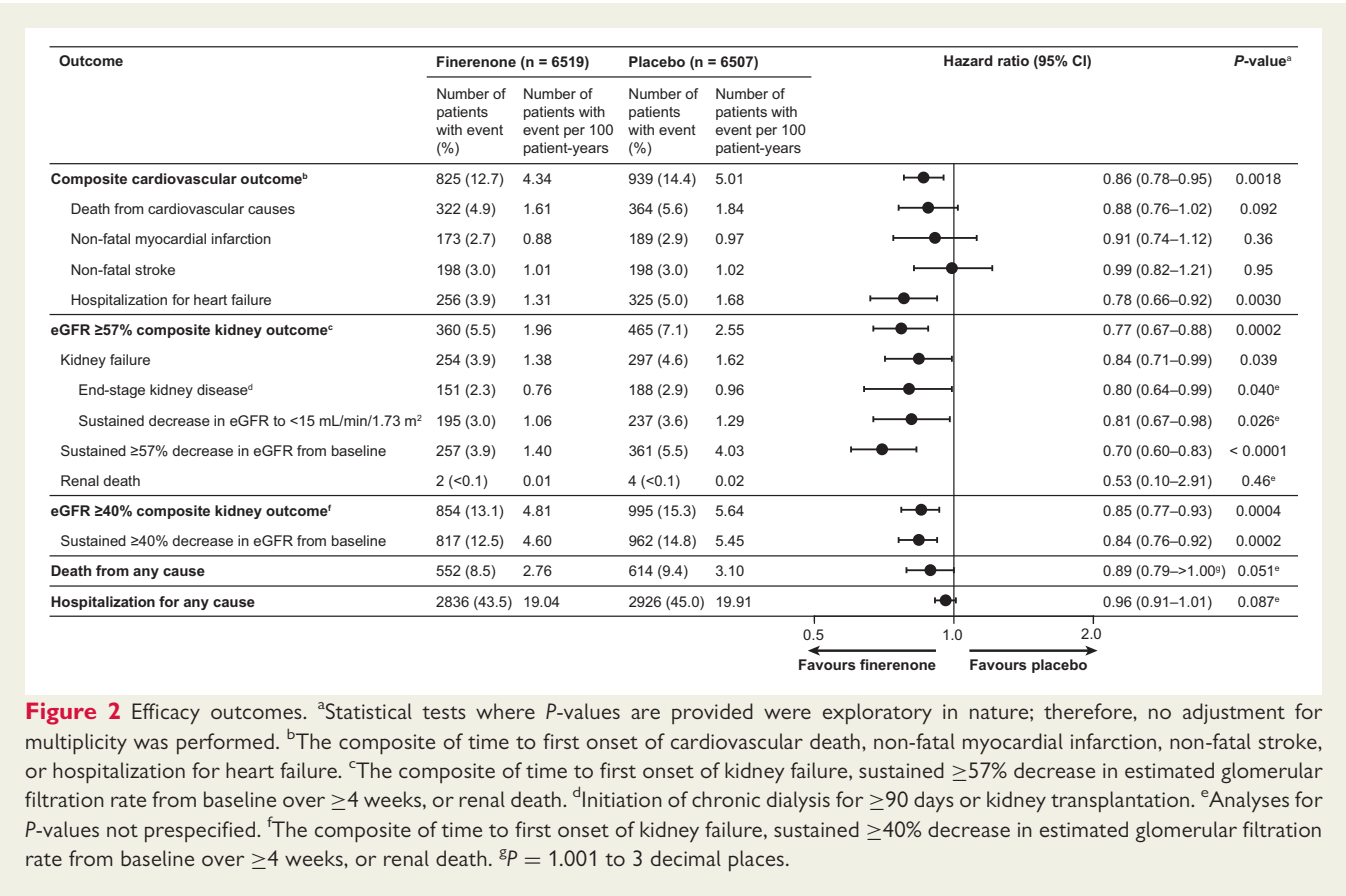 Outcome Finerenone (n = 6519) Placebo (n = 6507) Hazard ratio (95% CI) P-valueᵃ
Number of patients with event (%) Number of patients with event per 100 patient-years Number of patients with event (%) Number of patients with event per 100 patient-years
Composite cardiovascular outcomeᵇ 825 (12.7) 4.34 939 (14.4) 5.01 0.86 (0.78–0.95) 0.0018
Death from cardiovascular causes 322 (4.9) 1.61 364 (5.6) 1.84 0.88 (0.76–1.02) 0.092
Non-fatal myocardial infarction 173 (2.7) 0.88 189 (2.9) 0.97 0.91 (0.74–1.12) 0.36
Non-fatal stroke 198 (3.0) 1.01 198 (3.0) 1.02 0.99 (0.82–1.21) 0.95
Hospitalization for heart failure 256 (3.9) 1.31 325 (5.0) 1.68 0.78 (0.66–0.92) 0.0030
eGFR ≥57% composite kidney outcomeᶜ 360 (5.5) 1.96 465 (7.1) 2.55 0.77 (0.67–0.88) 0.0002
Kidney failure 254 (3.9) 1.38 297 (4.6) 1.62 0.84 (0.71–0.99) 0.039
End-stage kidney diseaseᵈ 151 (2.3) 0.76 188 (2.9) 0.96 0.80 (0.64–0.99) 0.040ᵉ
Sustained decrease in eGFR to <15 mL/min/1.73 m² 195 (3.0) 1.06 237 (3.6) 1.29 0.81 (0.67–0.98) 0.026ᵉ
Sustained ≥57% decrease in eGFR from baseline 257 (3.9) 1.40 361 (5.5) 4.03 0.70 (0.60–0.83) < 0.0001
Renal death 2 (<0.1) 0.01 4 (<0.1) 0.02 0.53 (0.10–2.91) 0.46ᵉ
eGFR ≥40% composite kidney outcomeᶠ 854 (13.1) 4.81 995 (15.3) 5.64 0.85 (0.77–0.93) 0.0004
Sustained ≥40% decrease in eGFR from baseline 817 (12.5) 4.60 962 (14.8) 5.45 0.84 (0.76–0.92) 0.0002
Death from any cause 552 (8.5) 2.76 614 (9.4) 3.10 0.89 (0.79–>1.00ᵍ) 0.051ᵉ
Hospitalization for any cause 2836 (43.5) 19.04 2926 (45.0) 19.91 0.96 (0.91–1.01) 0.087ᵉ
0.5 1.0 2.0
Favours finerenone Favours placebo
Figure 2 Efficacy outcomes. ᵃStatistical tests where P-values are provided were exploratory in nature; therefore, no adjustment for
multiplicity was performed. ᵇThe composite of time to first onset of cardiovascular death, non-fatal myocardial infarction, non-fatal stroke,
or hospitalization for heart failure. ᶜThe composite of time to first onset of kidney failure, sustained ≥57% decrease in estimated glomerular
filtration rate from baseline over ≥4 weeks, or renal death. ᵈInitiation of chronic dialysis for ≥90 days or kidney transplantation. ᵉAnalyses for
P-values not prespecified. ᶠThe composite of time to first onset of kidney failure, sustained ≥40% decrease in estimated glomerular filtration
rate from baseline over ≥4 weeks, or renal death. ᵍP = 1.001 to 3 decimal places.